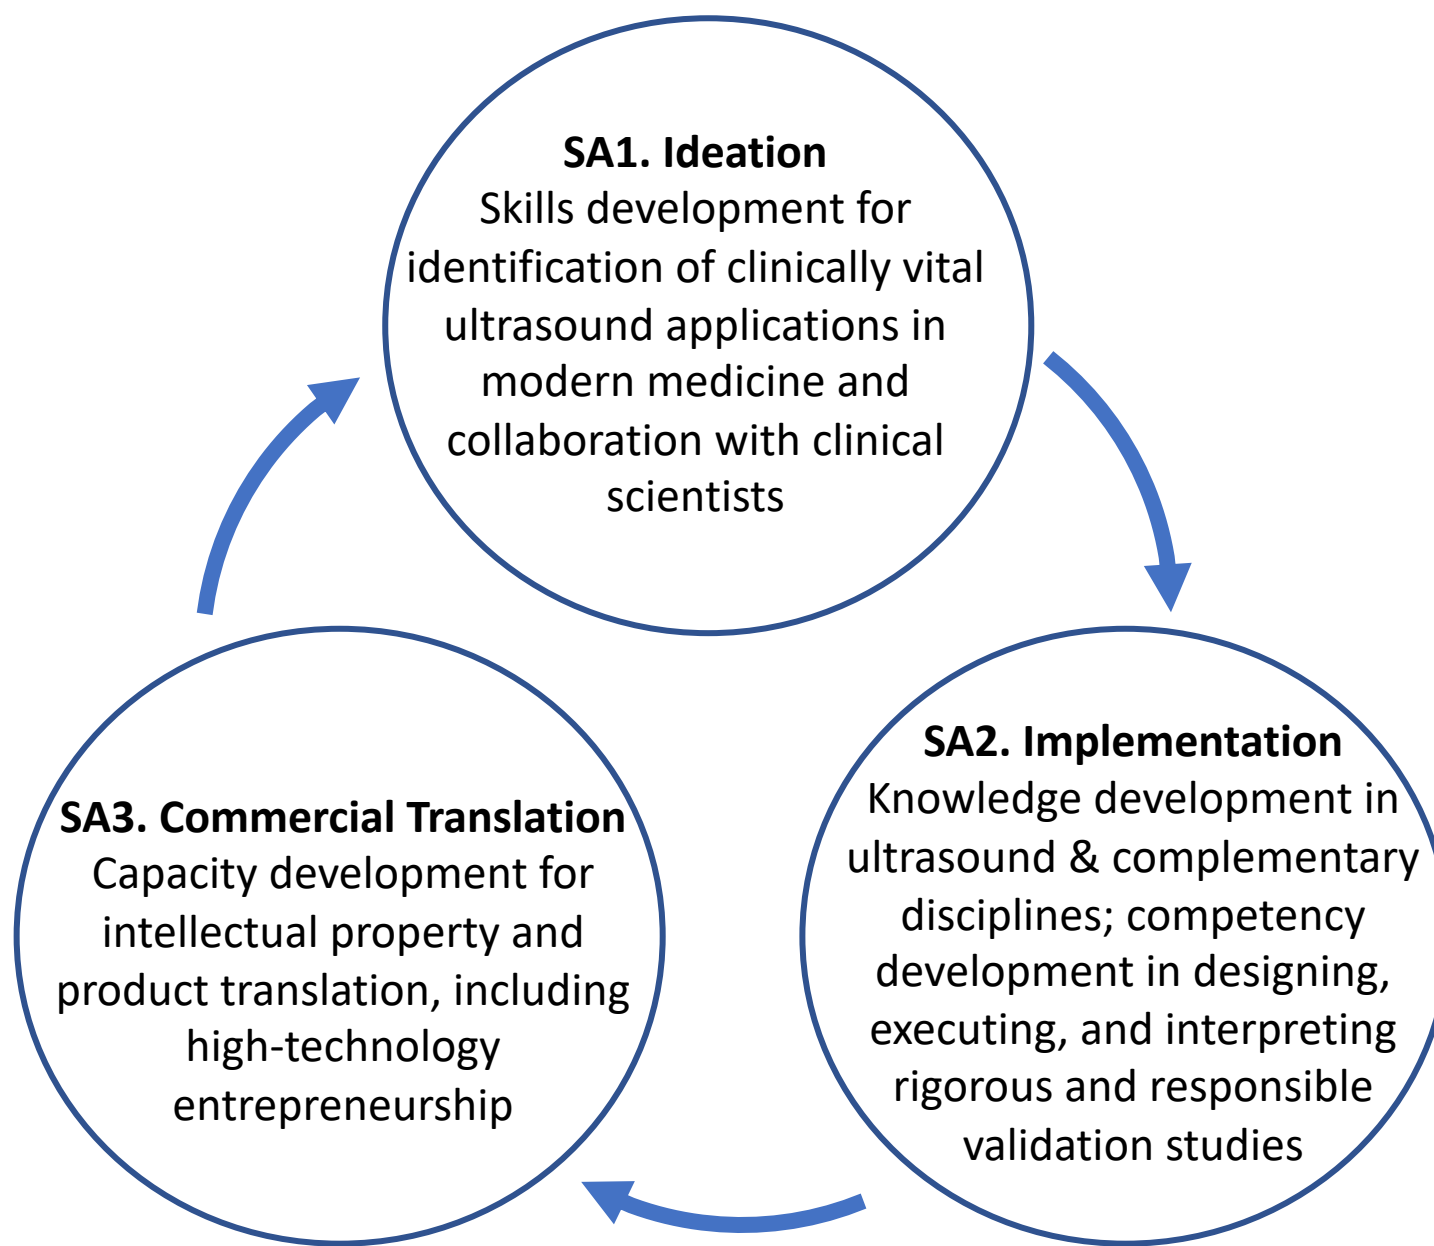 SA1. Ideation
Skills development for
identification of clinically vital
ultrasound applications in
modern medicine and
collaboration with clinical
scientists
SA2. Implementation
Knowledge development in
ultrasound & complementary
disciplines; competency
development in designing,
executing, and interpreting
rigorous and responsible
validation studies
SA3. Commercial Translation
Capacity development for
intellectual property and
product translation, including
high-technology
entrepreneurship